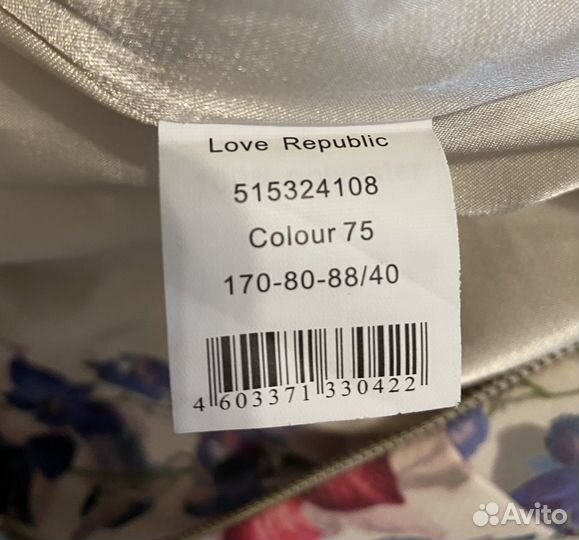 Love Republic
515324108
Colour 75
170-80-88/40
4 603371 330422
Avito